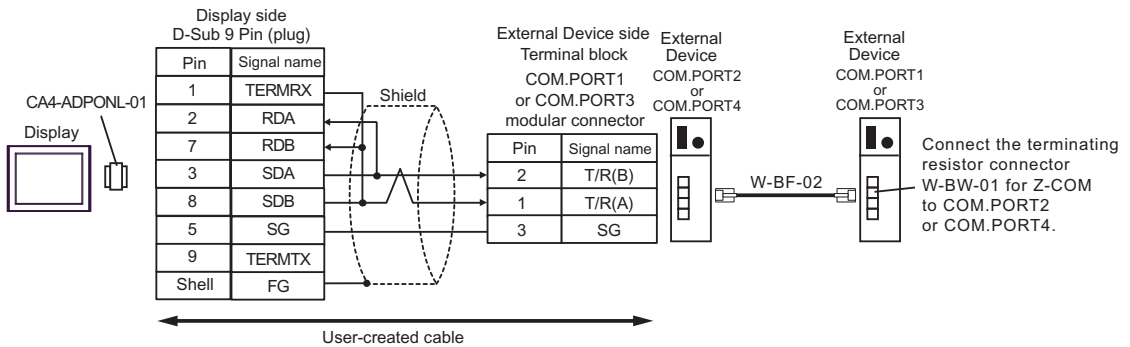 Display side
D-Sub 9 Pin (plug)
Pin Signal name
1 TERMRX
2 RDA
7 RDB
3 SDA
8 SDB
5 SG
9 TERMTX
Shell FG
CA4-ADPONL-01
Display
Shield
External Device side
Terminal block
COM.PORT1
or COM.PORT3
modular connector
Pin Signal name
2 T/R(B)
1 T/R(A)
3 SG
External
Device
COM.PORT2
or
COM.PORT4
W-BF-02
External
Device
COM.PORT1
or
COM.PORT3
Connect the terminating
resistor connector
W-BW-01 for Z-COM
to COM.PORT2
or COM.PORT4.
User-created cable